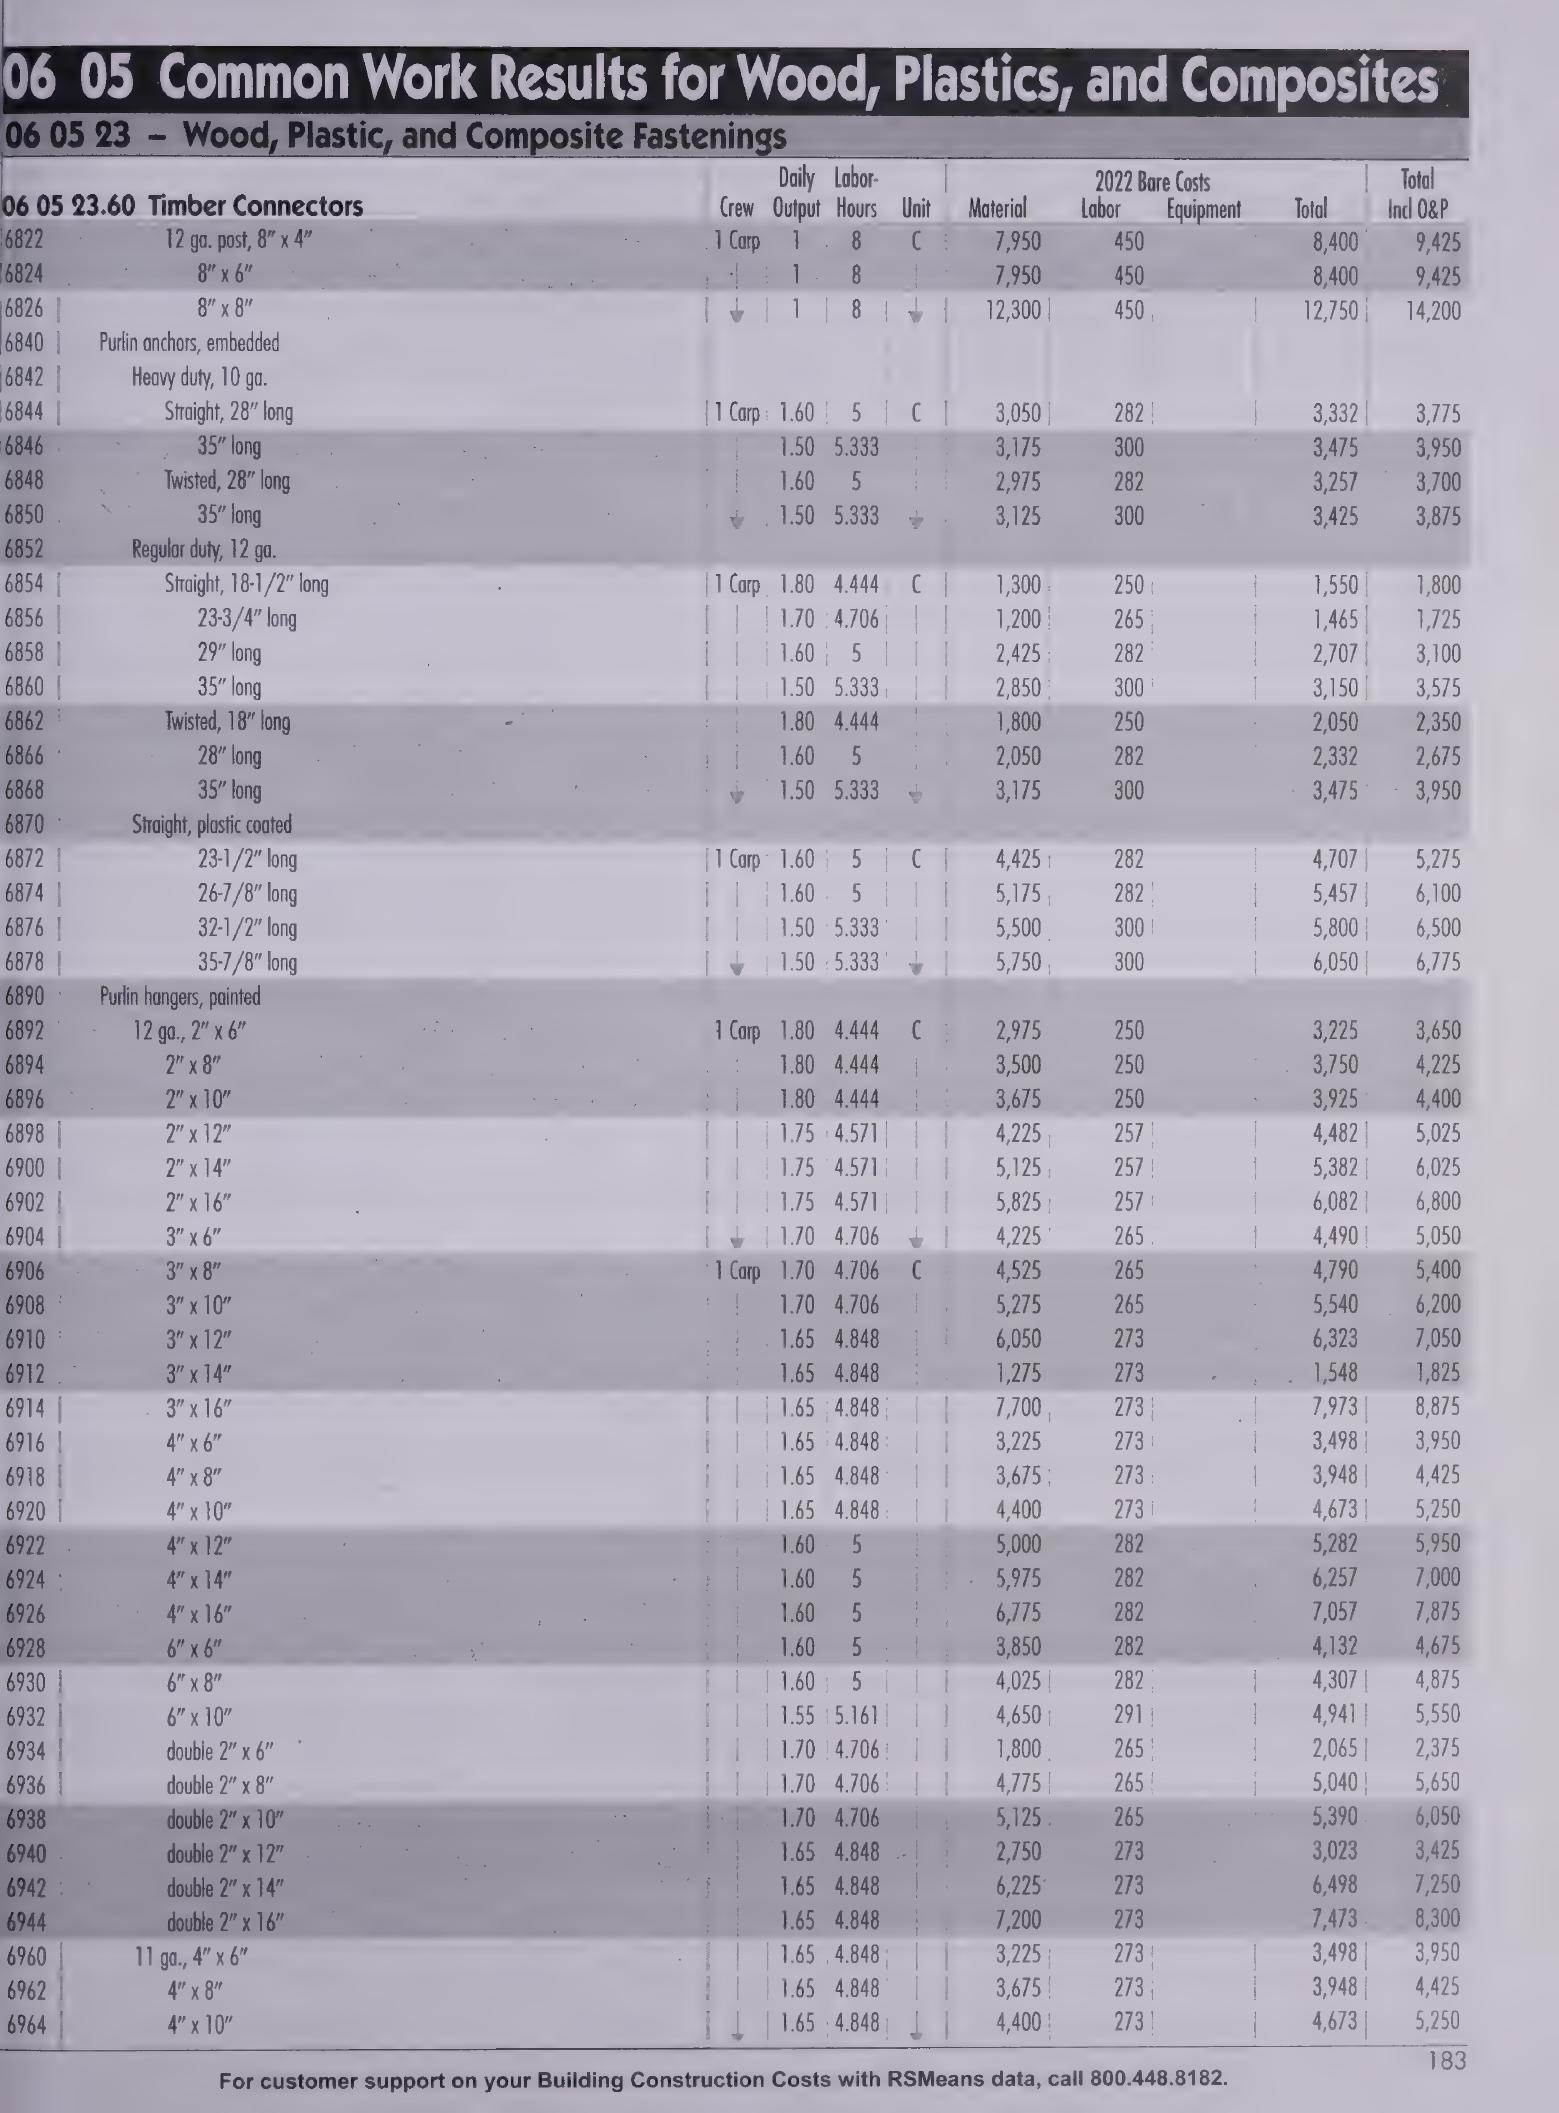 06 05 Common Work Results for Wood, Plastics, and Composites
06 05 23 – Wood, Plastic, and Composite Fastenings
Daily Labor- 2022 Bare Costs Total
06 05 23.60 Timber Connectors Crew Output Hours Unit Material Labor Equipment Total Incl O&P
6822 12 ga. post, 8" x 4" 1 Carp 1 8 C 7,950 450 8,400 9,425
6824 8" x 6" 1 8 7,950 450 8,400 9,425
6826 8" x 8" 1 8 12,300 450 12,750 14,200
6840 Purlin anchors, embedded
6842 Heavy duty, 10 ga.
6844 Straight, 28" long 1 Carp 1.60 5 C 3,050 282 3,332 3,775
6846 35" long 1.50 5.333 3,175 300 3,475 3,950
6848 Twisted, 28" long 1.60 5 2,975 282 3,257 3,700
6850 35" long 1.50 5.333 3,125 300 3,425 3,875
6852 Regular duty, 12 ga.
6854 Straight, 18-1/2" long 1 Carp 1.80 4.444 C 1,300 250 1,550 1,800
6856 23-3/4" long 1.70 4.706 1,200 265 1,465 1,725
6858 29" long 1.60 5 2,425 282 2,707 3,100
6860 35" long 1.50 5.333 2,850 300 3,150 3,575
6862 Twisted, 18" long 1.80 4.444 1,800 250 2,050 2,350
6866 28" long 1.60 5 2,050 282 2,332 2,675
6868 35" long 1.50 5.333 3,175 300 3,475 3,950
6870 Straight, plastic coated
6872 23-1/2" long 1 Carp 1.60 5 C 4,425 282 4,707 5,275
6874 26-7/8" long 1.60 5 5,175 282 5,457 6,100
6876 32-1/2" long 1.50 5.333 5,500 300 5,800 6,500
6878 35-7/8" long 1.50 5.333 5,750 300 6,050 6,775
6890 Purlin hangers, painted
6892 12 ga., 2" x 6" 1 Carp 1.80 4.444 C 2,975 250 3,225 3,650
6894 2" x 8" 1.80 4.444 3,500 250 3,750 4,225
6896 2" x 10" 1.80 4.444 3,675 250 3,925 4,400
6898 2" x 12" 1.75 4.571 4,225 257 4,482 5,025
6900 2" x 14" 1.75 4.571 5,125 257 5,382 6,025
6902 2" x 16" 1.75 4.571 5,825 257 6,082 6,800
6904 3" x 6" 1.70 4.706 4,225 265 4,490 5,050
6906 3" x 8" 1 Carp 1.70 4.706 C 4,525 265 4,790 5,400
6908 3" x 10" 1.70 4.706 5,275 265 5,540 6,200
6910 3" x 12" 1.65 4.848 6,050 273 6,323 7,050
6912 3" x 14" 1.65 4.848 1,275 273 1,548 1,825
6914 3" x 16" 1.65 4.848 7,700 273 7,973 8,875
6916 4" x 6" 1.65 4.848 3,225 273 3,498 3,950
6918 4" x 8" 1.65 4.848 3,675 273 3,948 4,425
6920 4" x 10" 1.65 4.848 4,400 273 4,673 5,250
6922 4" x 12" 1.60 5 5,000 282 5,282 5,950
6924 4" x 14" 1.60 5 5,975 282 6,257 7,000
6926 4" x 16" 1.60 5 6,775 282 7,057 7,875
6928 6" x 6" 1.60 5 3,850 282 4,132 4,675
6930 6" x 8" 1.60 5 4,025 282 4,307 4,875
6932 6" x 10" 1.55 5.161 4,650 291 4,941 5,550
6934 double 2" x 6" 1.70 4.706 1,800 265 2,065 2,375
6936 double 2" x 8" 1.70 4.706 4,775 265 5,040 5,650
6938 double 2" x 10" 1.70 4.706 5,125 265 5,390 6,050
6940 double 2" x 12" 1.65 4.848 2,750 273 3,023 3,425
6942 double 2" x 14" 1.65 4.848 6,225 273 6,498 7,250
6944 double 2" x 16" 1.65 4.848 7,200 273 7,473 8,300
6960 11 ga., 4" x 6" 1.65 4.848 3,225 273 3,498 3,950
6962 4" x 8" 1.65 4.848 3,675 273 3,948 4,425
6964 4" x 10" 1.65 4.848 4,400 273 4,673 5,250
183
For customer support on your Building Construction Costs with RSMeans data, call 800.448.8182.